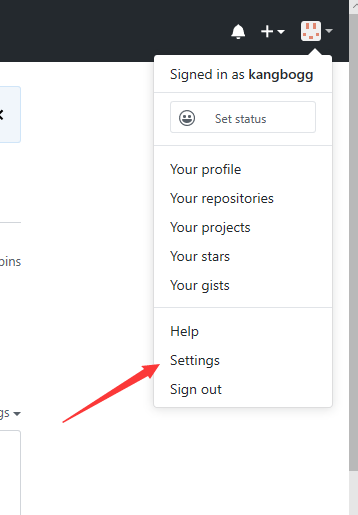 Signed in as kangbogg
Set status
Your profile
Your repositories
pins
Your projects
Your stars
Your gists
Help
Settings
Sign out
gs